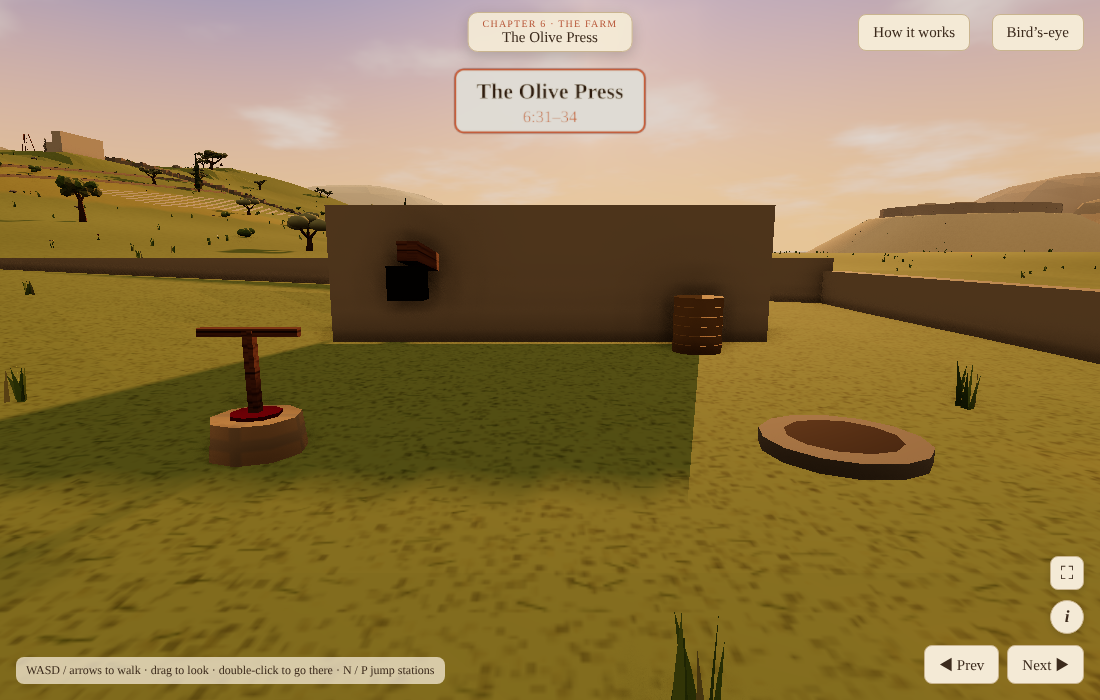 CHAPTER 6 · THE FARM
The Olive Press
How it works
Bird’s-eye
The Olive Press
6:31–34
i
WASD / arrows to walk · drag to look · double-click to go there · N / P jump stations
◀ Prev
Next ▶